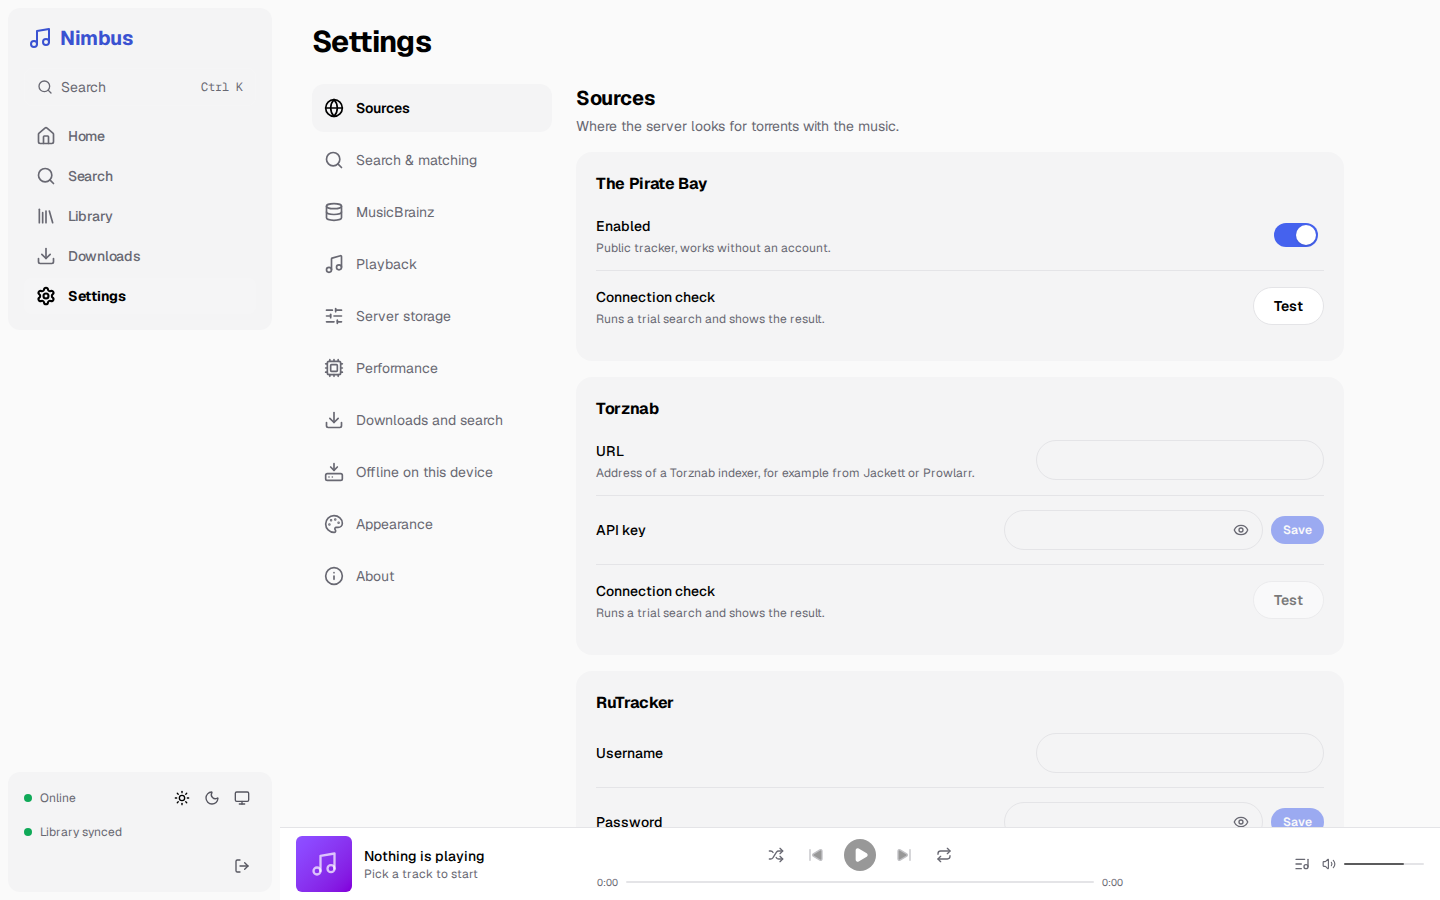 Nimbus
Search Ctrl K
Home
Search
Library
Downloads
Settings
Online
Library synced
Settings
Sources
Search & matching
MusicBrainz
Playback
Server storage
Performance
Downloads and search
Offline on this device
Appearance
About
Sources
Where the server looks for torrents with the music.
The Pirate Bay
Enabled
Public tracker, works without an account.
Connection check
Runs a trial search and shows the result.
Test
Torznab
URL
Address of a Torznab indexer, for example from Jackett or Prowlarr.
API key
Save
Connection check
Runs a trial search and shows the result.
Test
RuTracker
Username
Password
Save
Nothing is playing
Pick a track to start
0:00
0:00